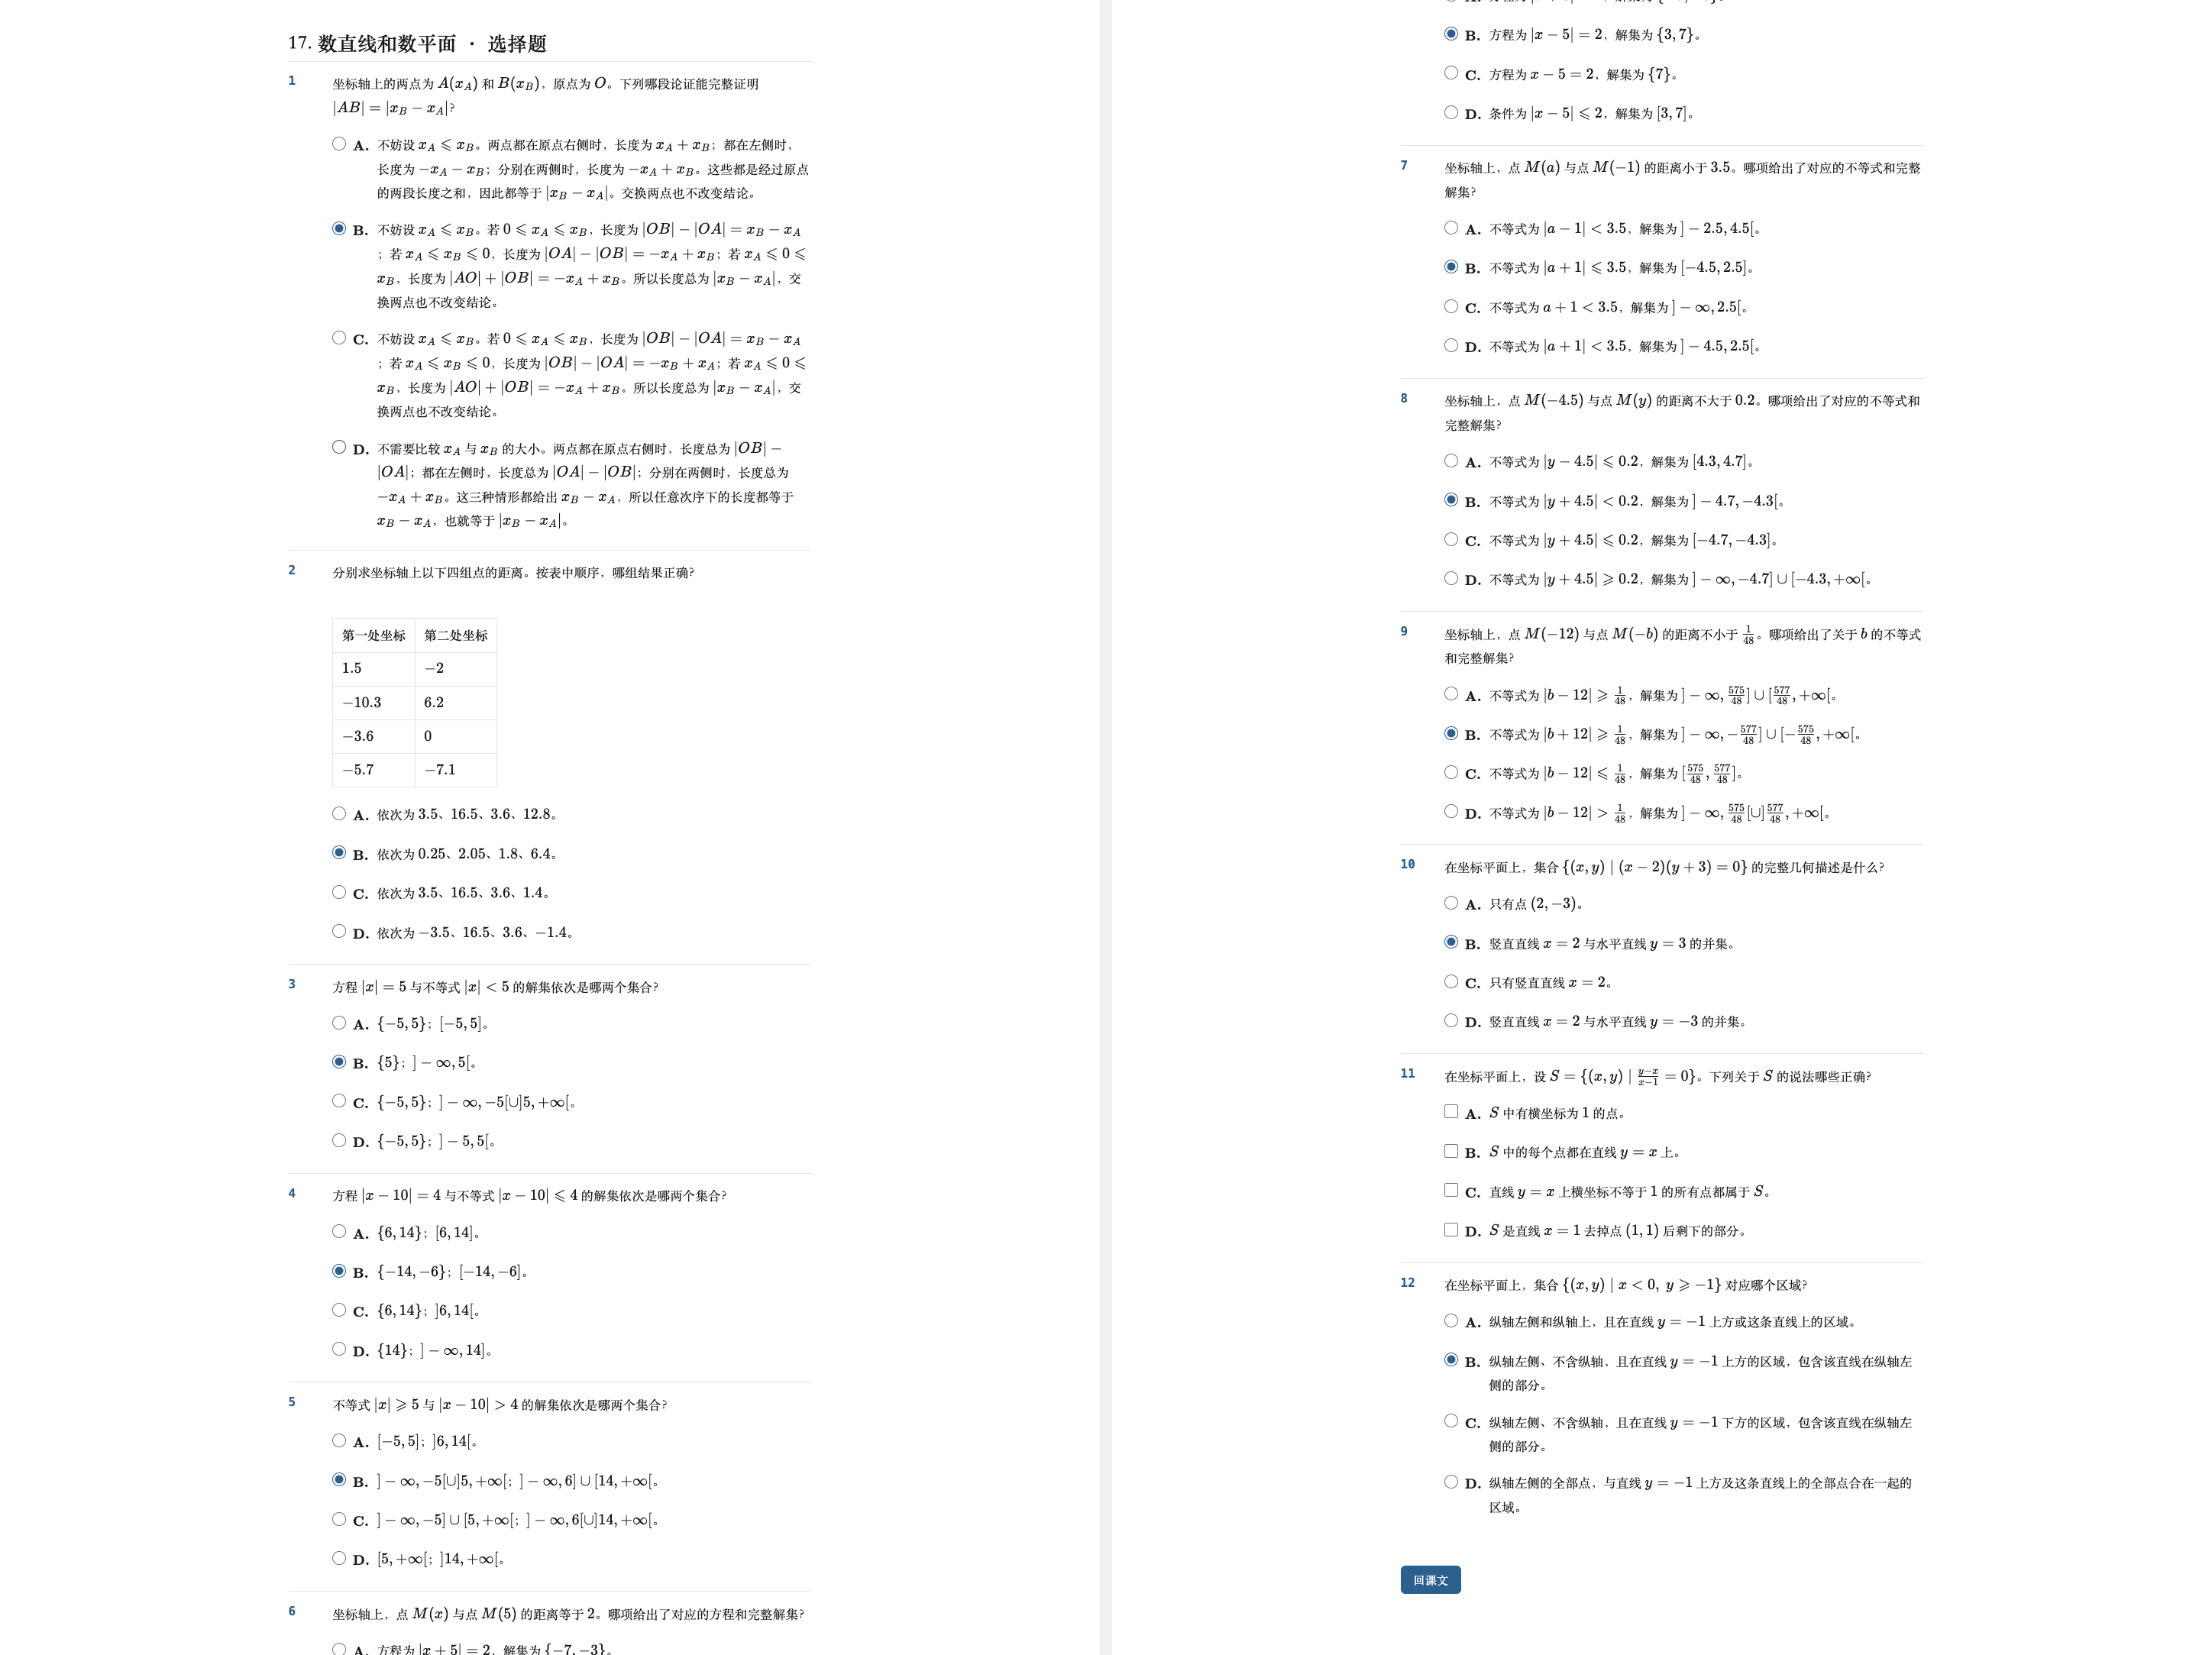 17. 数直线和数平面 · 选择题
1 坐标轴上的两点为 A(x_A) 和 B(x_B)，原点为 O。下列哪段论证能完整证明
|AB| = |x_B − x_A|?
A. 不妨设 x_A ⩽ x_B。两点都在原点右侧时，长度为 x_A + x_B；都在左侧时，
长度为 −x_A − x_B；分别在两侧时，长度为 −x_A + x_B。这些都是经过原点
的两段长度之和，因此都等于 |x_B − x_A|。交换两点也不改变结论。
B. 不妨设 x_A ⩽ x_B。若 0 ⩽ x_A ⩽ x_B，长度为 |OB| − |OA| = x_B − x_A
；若 x_A ⩽ x_B ⩽ 0，长度为 |OA| − |OB| = −x_A + x_B；若 x_A ⩽ 0 ⩽
x_B，长度为 |AO| + |OB| = −x_A + x_B。所以长度总为 |x_B − x_A|，交
换两点也不改变结论。
C. 不妨设 x_A ⩽ x_B。若 0 ⩽ x_A ⩽ x_B，长度为 |OB| − |OA| = x_B − x_A
；若 x_A ⩽ x_B ⩽ 0，长度为 |OB| − |OA| = −x_B + x_A；若 x_A ⩽ 0 ⩽
x_B，长度为 |AO| + |OB| = −x_A + x_B。所以长度总为 |x_B − x_A|，交
换两点也不改变结论。
D. 不需要比较 x_A 与 x_B 的大小。两点都在原点右侧时，长度总为 |OB| −
|OA|；都在左侧时，长度总为 |OA| − |OB|；分别在两侧时，长度总为
−x_A + x_B。这三种情形都给出 x_B − x_A，所以任意次序下的长度都等于
x_B − x_A，也就等于 |x_B − x_A|。
2 分别求坐标轴上以下四组点的距离。按表中顺序，哪组结果正确?
第一处坐标 第二处坐标
1.5 −2
−10.3 6.2
−3.6 0
−5.7 −7.1
A. 依次为 3.5、16.5、3.6、12.8。
B. 依次为 0.25、2.05、1.8、6.4。
C. 依次为 3.5、16.5、3.6、1.4。
D. 依次为 −3.5、16.5、3.6、−1.4。
3 方程 |x| = 5 与不等式 |x| < 5 的解集依次是哪两个集合?
A. {−5, 5}；[−5, 5]。
B. {5}；] − ∞, 5[。
C. {−5, 5}；] − ∞, −5[∪]5, +∞[。
D. {−5, 5}；] − 5, 5[。
4 方程 |x − 10| = 4 与不等式 |x − 10| ⩽ 4 的解集依次是哪两个集合?
A. {6, 14}；[6, 14]。
B. {−14, −6}；[−14, −6]。
C. {6, 14}；]6, 14[。
D. {14}；] − ∞, 14]。
5 不等式 |x| ⩾ 5 与 |x − 10| > 4 的解集依次是哪两个集合?
A. [−5, 5]；]6, 14[。
B. ] − ∞, −5[∪]5, +∞[；] − ∞, 6] ∪ [14, +∞[。
C. ] − ∞, −5] ∪ [5, +∞[；] − ∞, 6[∪]14, +∞[。
D. [5, +∞[；]14, +∞[。
6 坐标轴上，点 M(x) 与点 M(5) 的距离等于 2。哪项给出了对应的方程和完整解集?
A. 方程为 |x + 5| = 2，解集为 {−7, −3}。
B. 方程为 |x − 5| = 2，解集为 {3, 7}。
C. 方程为 x − 5 = 2，解集为 {7}。
D. 条件为 |x − 5| ⩽ 2，解集为 [3, 7]。
7 坐标轴上，点 M(a) 与点 M(−1) 的距离小于 3.5。哪项给出了对应的不等式和完整
解集?
A. 不等式为 |a − 1| < 3.5，解集为 ] − 2.5, 4.5[。
B. 不等式为 |a + 1| ⩽ 3.5，解集为 [−4.5, 2.5]。
C. 不等式为 a + 1 < 3.5，解集为 ] − ∞, 2.5[。
D. 不等式为 |a + 1| < 3.5，解集为 ] − 4.5, 2.5[。
8 坐标轴上，点 M(−4.5) 与点 M(y) 的距离不大于 0.2。哪项给出了对应的不等式和
完整解集?
A. 不等式为 |y − 4.5| ⩽ 0.2，解集为 [4.3, 4.7]。
B. 不等式为 |y + 4.5| < 0.2，解集为 ] − 4.7, −4.3[。
C. 不等式为 |y + 4.5| ⩽ 0.2，解集为 [−4.7, −4.3]。
D. 不等式为 |y + 4.5| ⩾ 0.2，解集为 ] − ∞, −4.7] ∪ [−4.3, +∞[。
9 坐标轴上，点 M(−12) 与点 M(−b) 的距离不小于 1/48。哪项给出了关于 b 的不等式
和完整解集?
A. 不等式为 |b − 12| ⩾ 1/48，解集为 ] − ∞, 575/48] ∪ [577/48, +∞[。
B. 不等式为 |b + 12| ⩾ 1/48，解集为 ] − ∞, −577/48] ∪ [−575/48, +∞[。
C. 不等式为 |b − 12| ⩽ 1/48，解集为 [575/48, 577/48]。
D. 不等式为 |b − 12| > 1/48，解集为 ] − ∞, 575/48[∪]577/48, +∞[。
10 在坐标平面上，集合 {(x, y) | (x − 2)(y + 3) = 0} 的完整几何描述是什么?
A. 只有点 (2, −3)。
B. 竖直直线 x = 2 与水平直线 y = 3 的并集。
C. 只有竖直直线 x = 2。
D. 竖直直线 x = 2 与水平直线 y = −3 的并集。
11 在坐标平面上，设 S = {(x, y) | (y−x)/(x−1) = 0}。下列关于 S 的说法哪些正确?
A. S 中有横坐标为 1 的点。
B. S 中的每个点都在直线 y = x 上。
C. 直线 y = x 上横坐标不等于 1 的所有点都属于 S。
D. S 是直线 x = 1 去掉点 (1, 1) 后剩下的部分。
12 在坐标平面上，集合 {(x, y) | x < 0, y ⩾ −1} 对应哪个区域?
A. 纵轴左侧和纵轴上，且在直线 y = −1 上方或这条直线上的区域。
B. 纵轴左侧、不含纵轴，且在直线 y = −1 上方的区域，包含该直线在纵轴左
侧的部分。
C. 纵轴左侧、不含纵轴，且在直线 y = −1 下方的区域，包含该直线在纵轴左
侧的部分。
D. 纵轴左侧的全部点，与直线 y = −1 上方及这条直线上的全部点合在一起的
区域。
回课文